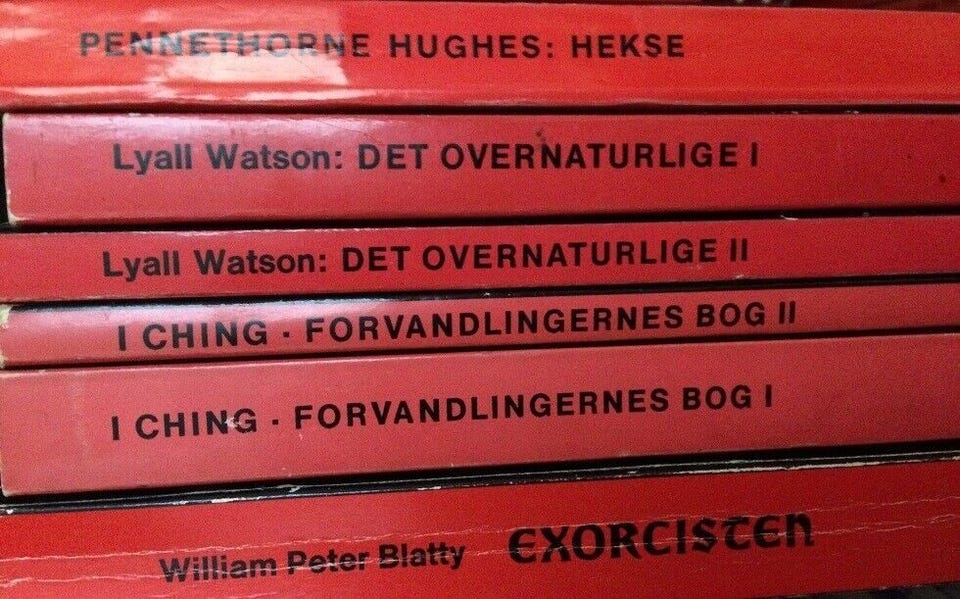 PENNETHORNE HUGHES: HEKSE
Lyall Watson: DET OVERNATURLIGE I
Lyall Watson: DET OVERNATURLIGE II
I CHING · FORVANDLINGERNES BOG II
I CHING · FORVANDLINGERNES BOG I
William Peter Blatty EXORCISTEN